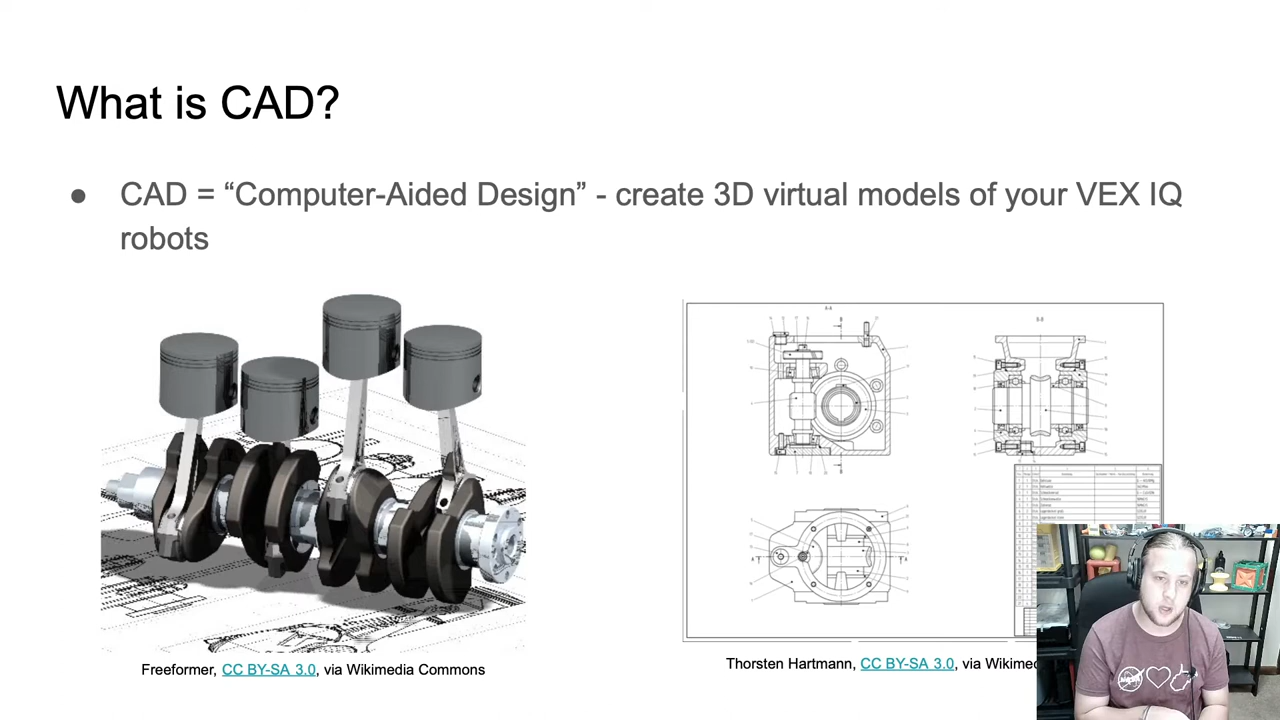 What is CAD?
● CAD = “Computer-Aided Design” - create 3D virtual models of your VEX IQ
robots
A-A
B-B
Freeformer, CC BY-SA 3.0, via Wikimedia Commons
Thorsten Hartmann, CC BY-SA 3.0, via